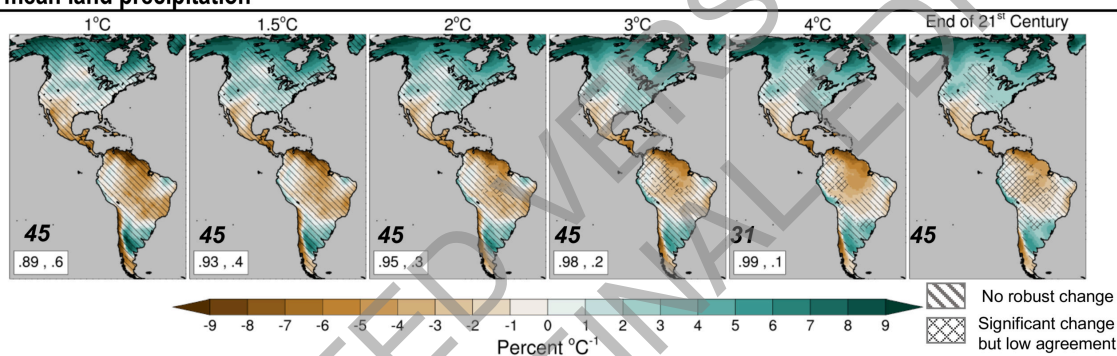 mean land precipitation
1°C 1.5°C 2°C 3°C 4°C End of 21st Century
45 45 45 45 31 45
.89 , .6 .93 , .4 .95 , .3 .98 , .2 .99 , .1
No robust change
-9 -8 -7 -6 -5 -4 -3 -2 -1 0 1 2 3 4 5 6 7 8 9
Significant change
but low agreement
Percent °C-1